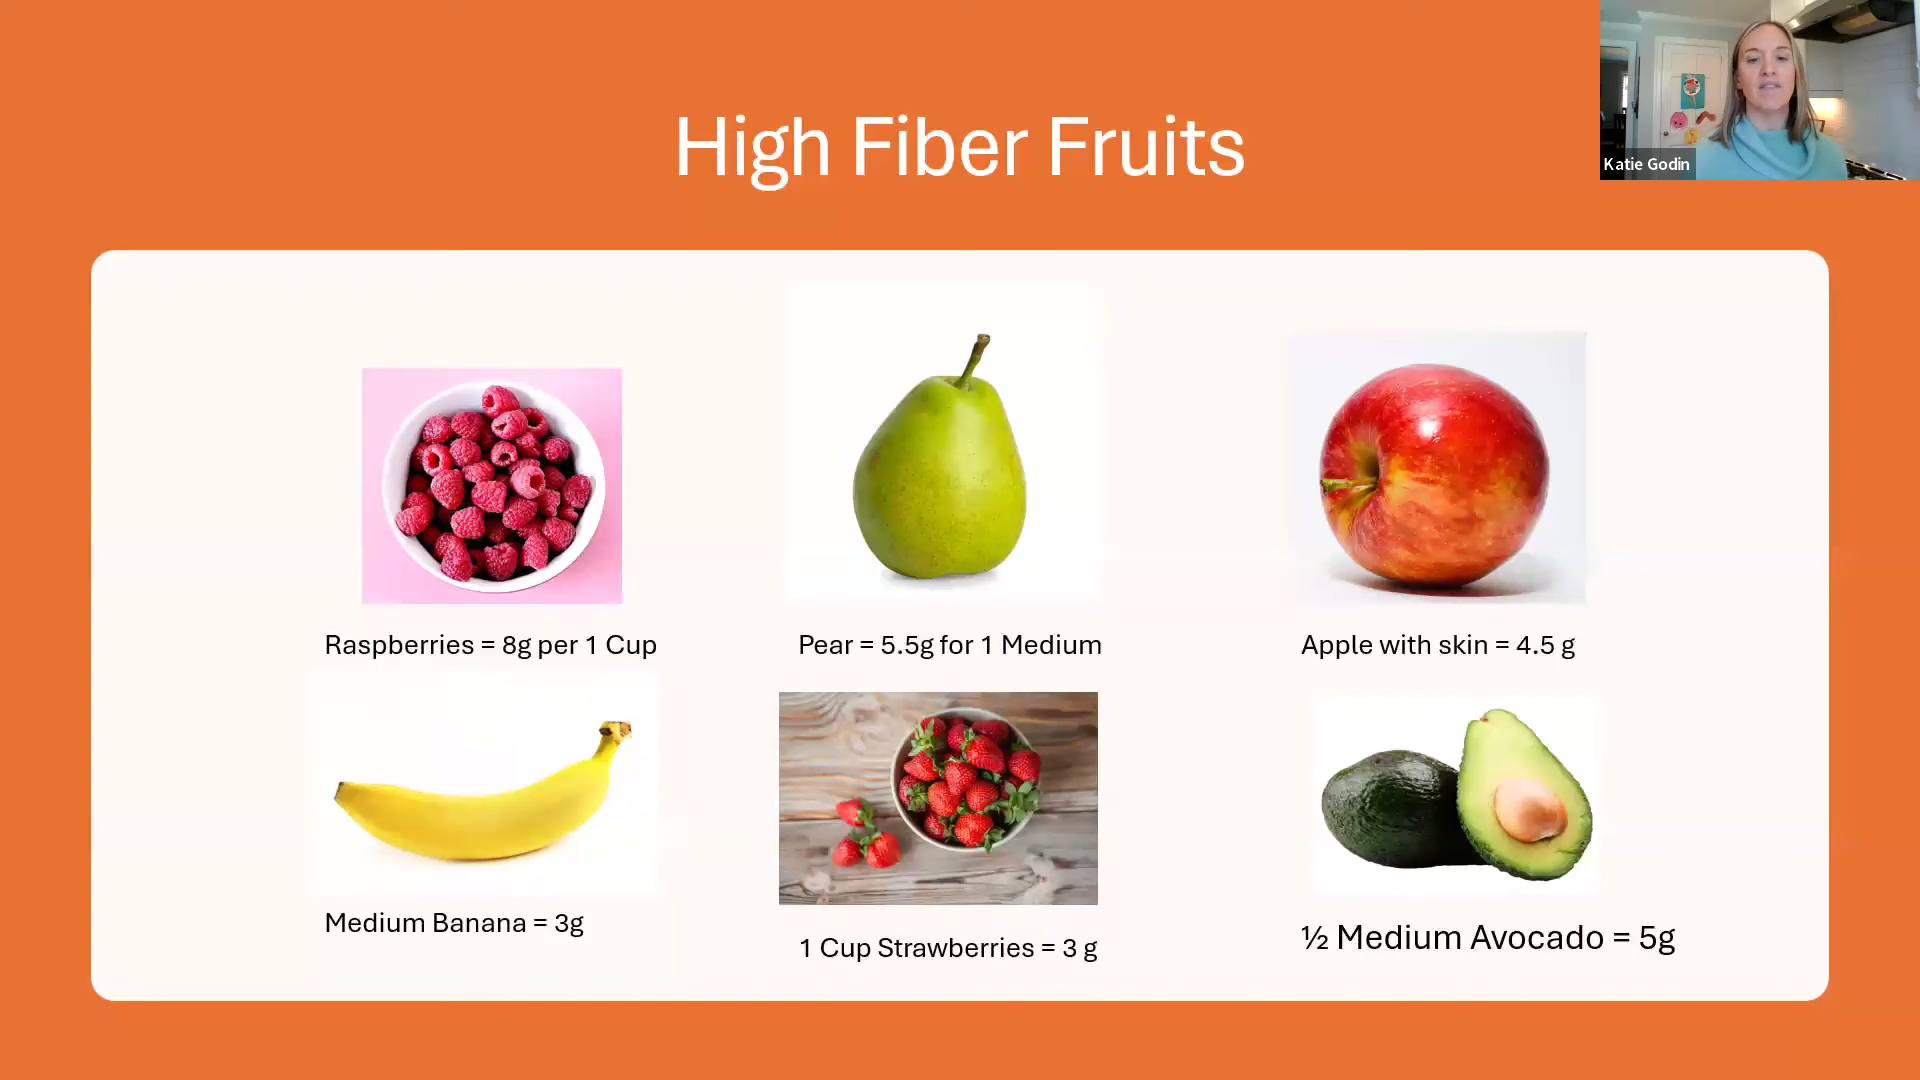 High Fiber Fruits
Katie Godin
Raspberries = 8g per 1 Cup
Pear = 5.5g for 1 Medium
Apple with skin = 4.5 g
Medium Banana = 3g
1 Cup Strawberries = 3 g
½ Medium Avocado = 5g